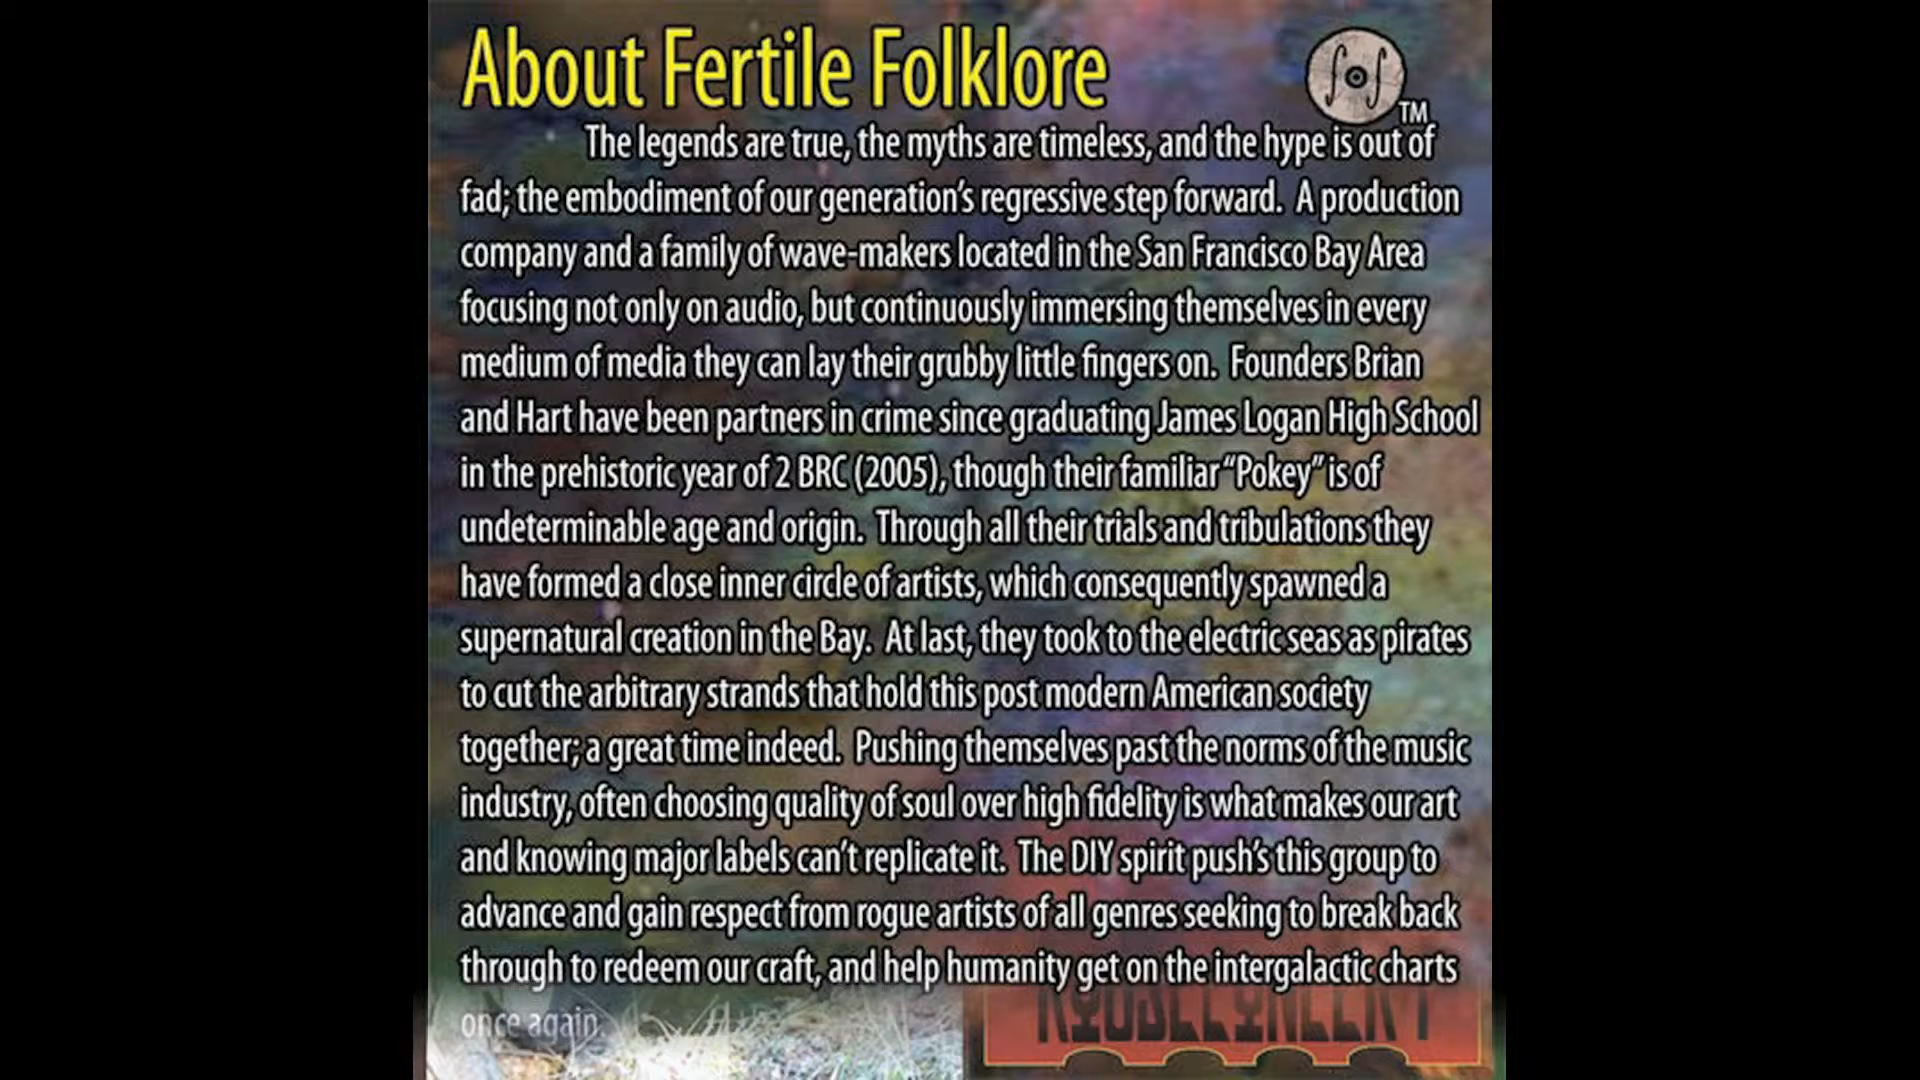 About Fertile Folklore
TM
The legends are true, the myths are timeless, and the hype is out of
fad; the embodiment of our generation's regressive step forward. A production
company and a family of wave-makers located in the San Francisco Bay Area
focusing not only on audio, but continuously immersing themselves in every
medium of media they can lay their grubby little fingers on. Founders Brian
and Hart have been partners in crime since graduating James Logan High School
in the prehistoric year of 2 BRC (2005), though their familiar “Pokey” is of
undeterminable age and origin. Through all their trials and tribulations they
have formed a close inner circle of artists, which consequently spawned a
supernatural creation in the Bay. At last, they took to the electric seas as pirates
to cut the arbitrary strands that hold this post modern American society
together; a great time indeed. Pushing themselves past the norms of the music
industry, often choosing quality of soul over high fidelity is what makes our art
and knowing major labels can't replicate it. The DIY spirit push's this group to
advance and gain respect from rogue artists of all genres seeking to break back
through to redeem our craft, and help humanity get on the intergalactic charts
once again.